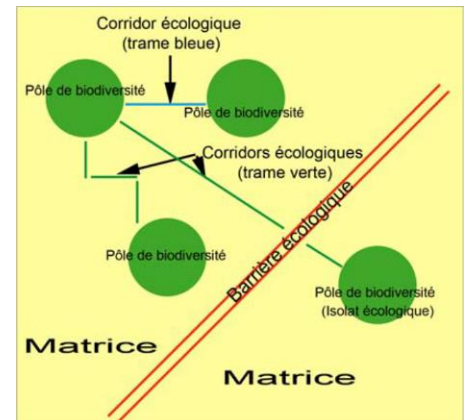 Corridor écologique
(trame bleue)
Pôle de biodiversité
Pôle de biodiversité
Corridors écologiques
(trame verte)
Barrière écologique
Pôle de biodiversité
Pôle de biodiversité
(Isolat écologique)
Matrice
Matrice